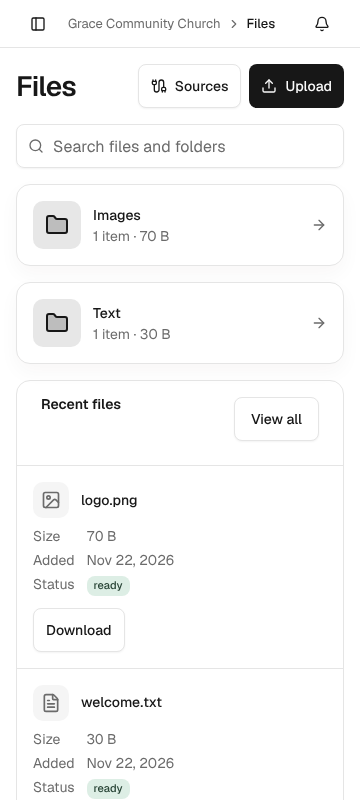 Grace Community Church > Files
Files
Sources
Upload
Search files and folders
Images
1 item · 70 B
Text
1 item · 30 B
Recent files
View all
logo.png
Size 70 B
Added Nov 22, 2026
Status ready
Download
welcome.txt
Size 30 B
Added Nov 22, 2026
Status ready